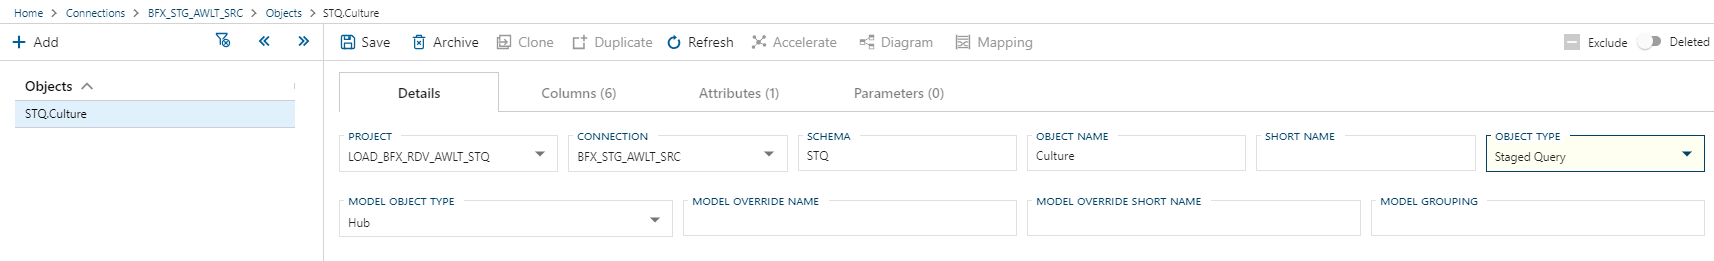 Home > Connections > BFX_STG_AWLT_SRC > Objects > STQ.Culture
+ Add Save Archive Clone Duplicate Refresh Accelerate Diagram Mapping Exclude Deleted
Objects
STQ.Culture
Details Columns (6) Attributes (1) Parameters (0)
PROJECT CONNECTION SCHEMA OBJECT NAME SHORT NAME OBJECT TYPE
LOAD_BFX_RDV_AWLT_STQ BFX_STG_AWLT_SRC STQ Culture Staged Query
MODEL OBJECT TYPE MODEL OVERRIDE NAME MODEL OVERRIDE SHORT NAME MODEL GROUPING
Hub